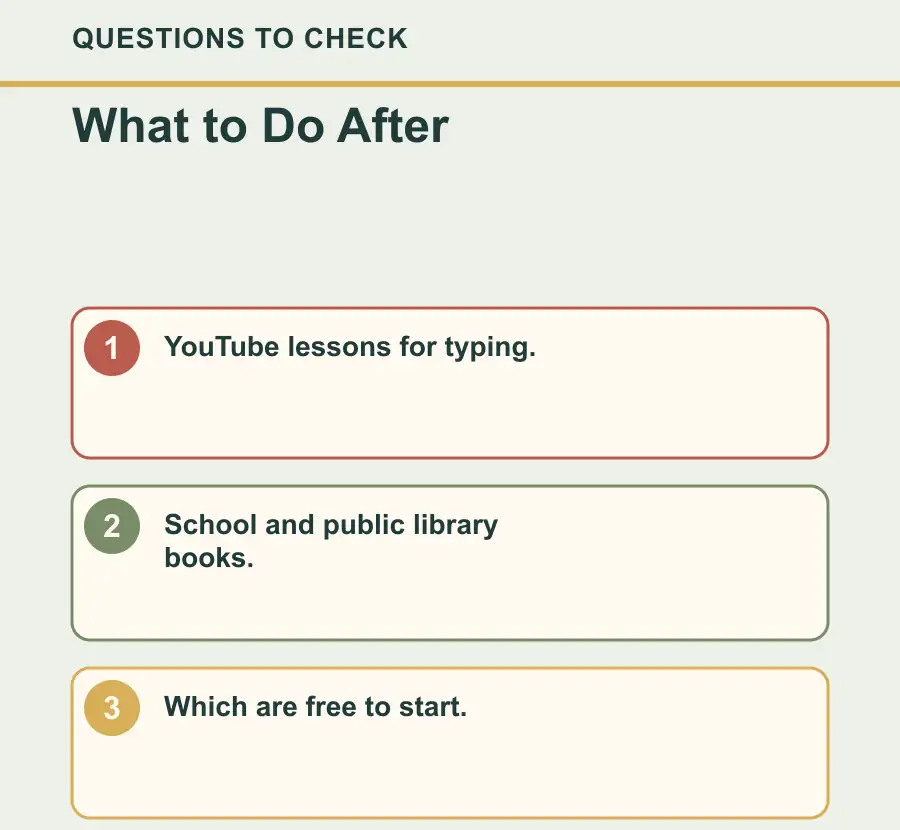 QUESTIONS TO CHECK
What to Do After
1
YouTube lessons for typing.
2
School and public library
books.
3
Which are free to start.